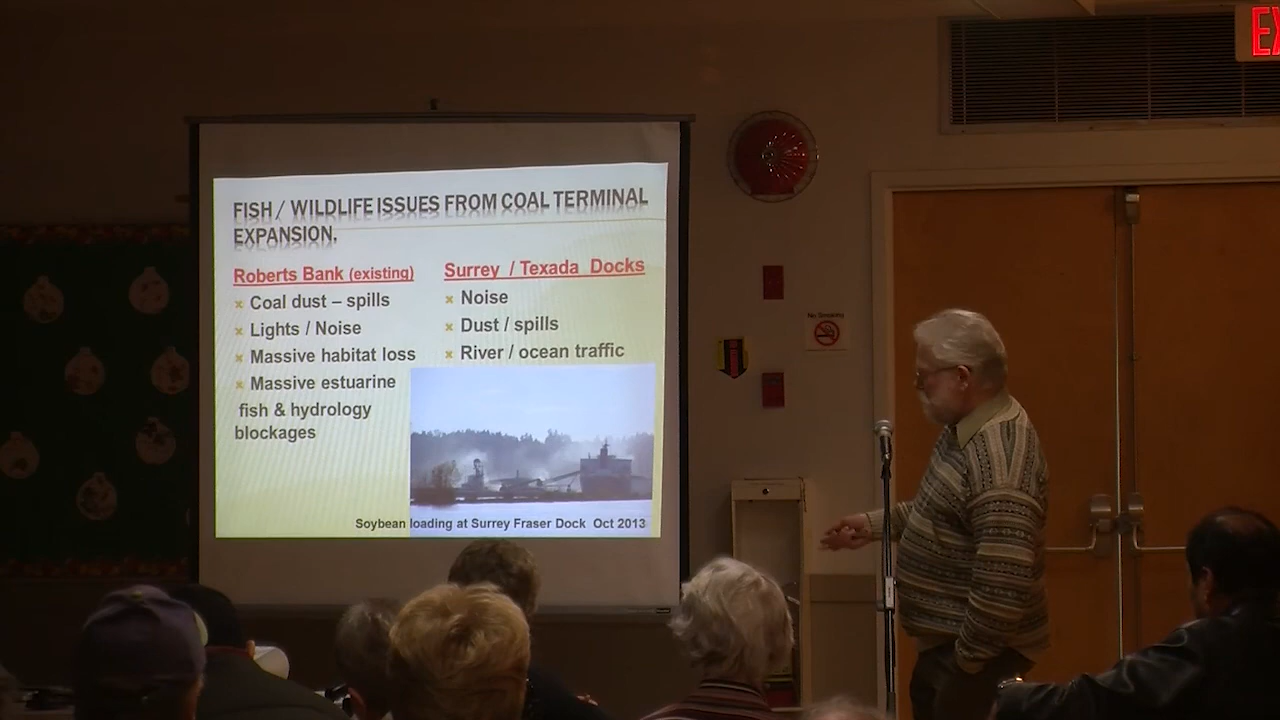 FISH / WILDLIFE ISSUES FROM COAL TERMINAL
EXPANSION.
Roberts Bank (existing)
Coal dust – spills
Lights / Noise
Massive habitat loss
Massive estuarine
fish & hydrology
blockages
Surrey / Texada Docks
Noise
Dust / spills
River / ocean traffic
Soybean loading at Surrey Fraser Dock Oct 2013
No Smoking
EX